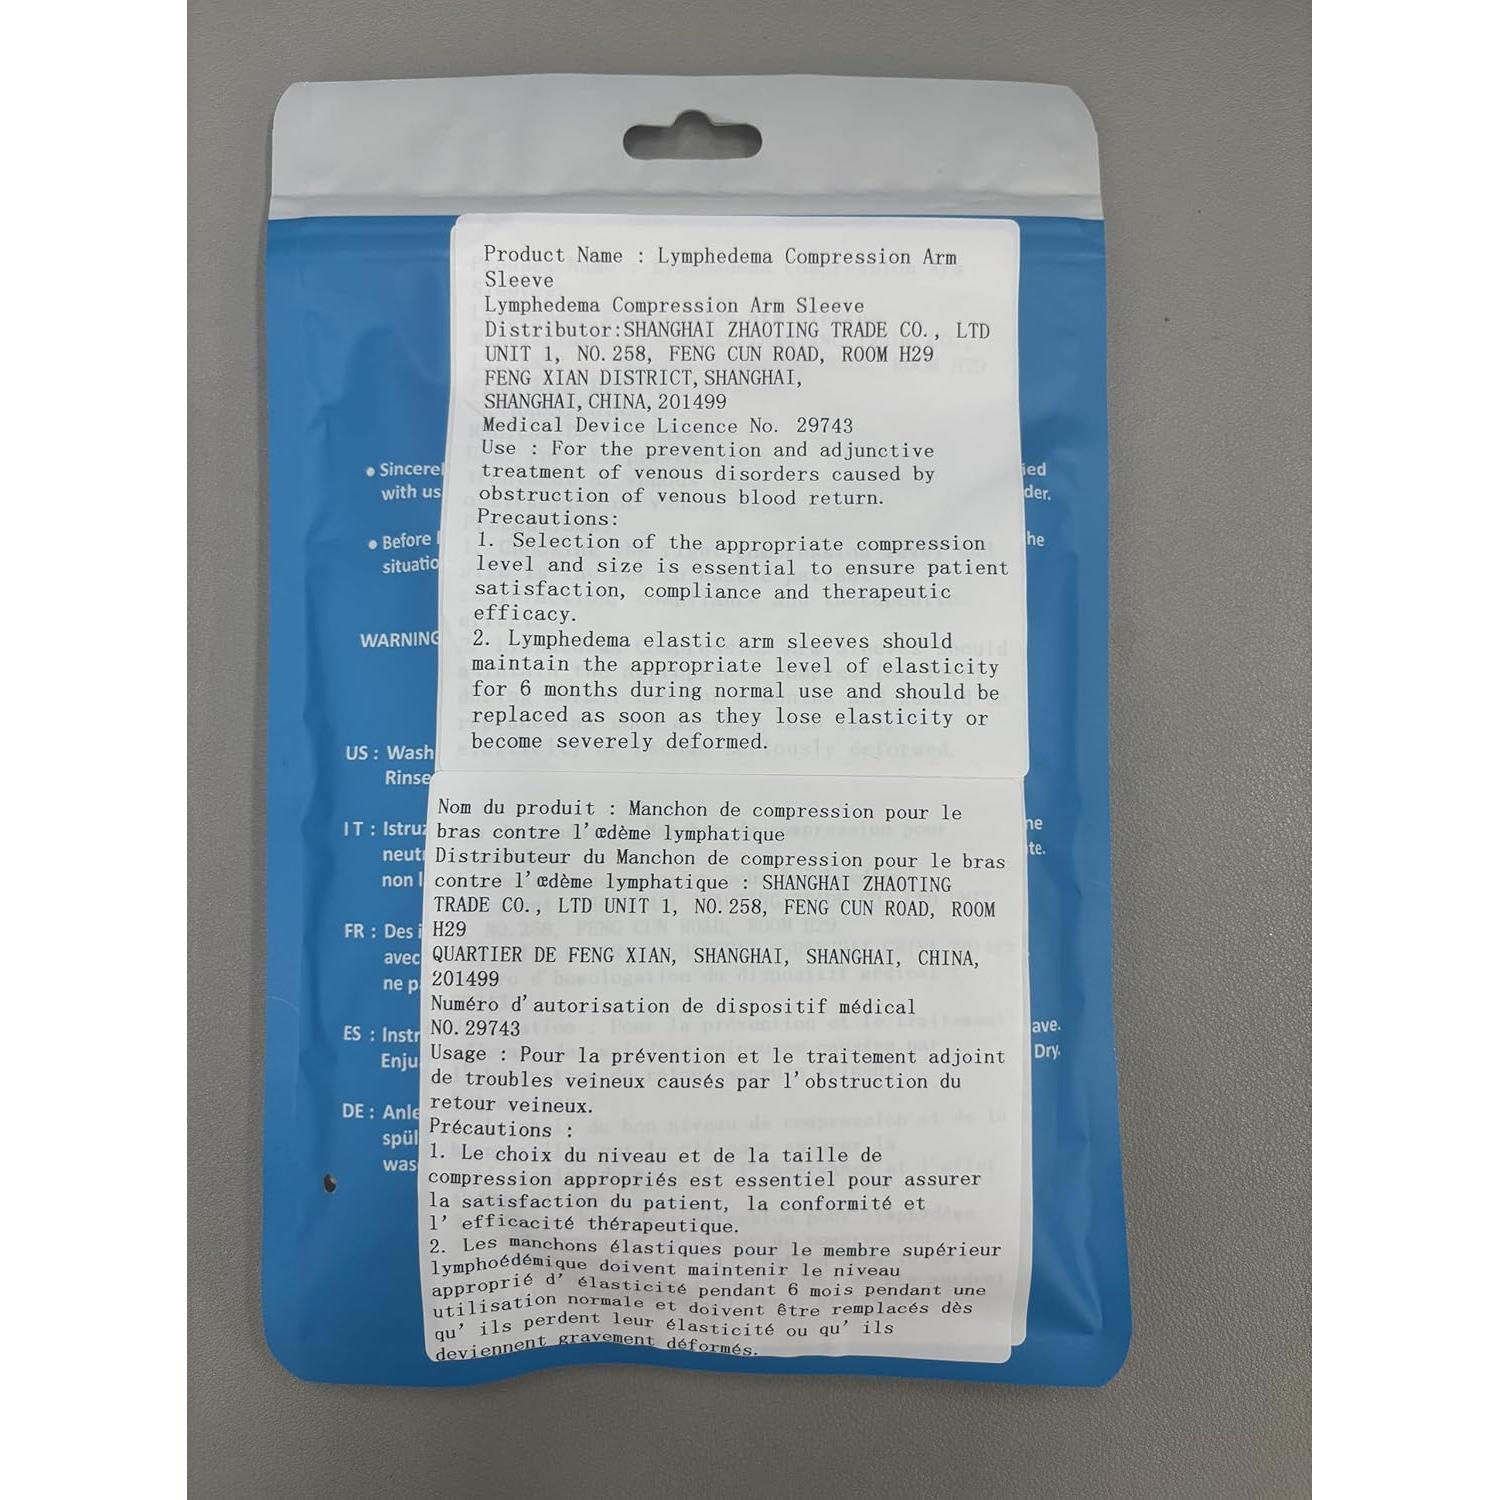 Product Name : Lymphedema Compression Arm
Sleeve
Lymphedema Compression Arm Sleeve
Distributor:SHANGHAI ZHAOTING TRADE CO., LTD
UNIT 1, NO.258, FENG CUN ROAD, ROOM H29
FENG XIAN DISTRICT,SHANGHAI,
SHANGHAI,CHINA,201499
Medical Device Licence No. 29743
Use : For the prevention and adjunctive
treatment of venous disorders caused by
obstruction of venous blood return.
Precautions:
1. Selection of the appropriate compression
level and size is essential to ensure patient
satisfaction, compliance and therapeutic
efficacy.
2. Lymphedema elastic arm sleeves should
maintain the appropriate level of elasticity
for 6 months during normal use and should be
replaced as soon as they lose elasticity or
become severely deformed.
Nom du produit : Manchon de compression pour le
bras contre l'œdème lymphatique
Distributeur du Manchon de compression pour le bras
contre l'œdème lymphatique : SHANGHAI ZHAOTING
TRADE CO., LTD UNIT 1, NO.258, FENG CUN ROAD, ROOM
H29
QUARTIER DE FENG XIAN, SHANGHAI, SHANGHAI, CHINA,
201499
Numéro d'autorisation de dispositif médical
NO.29743
Usage : Pour la prévention et le traitement adjoint
de troubles veineux causés par l'obstruction du
retour veineux.
Précautions :
1. Le choix du niveau et de la taille de
compression appropriés est essentiel pour assurer
la satisfaction du patient, la conformité et
l' efficacité thérapeutique.
2. Les manchons élastiques pour le membre supérieur
lymphoédémique doivent maintenir le niveau
approprié d' élasticité pendant 6 mois pendant une
utilisation normale et doivent être remplacés dès
qu' ils perdent leur élasticité ou qu' ils
deviennent gravement déformés.
with us
der.
Before
he
WARNING
US : Wash
Rinse
IT :
FR : Des
avec
ne
ave.
ES :
Dry.
DE :